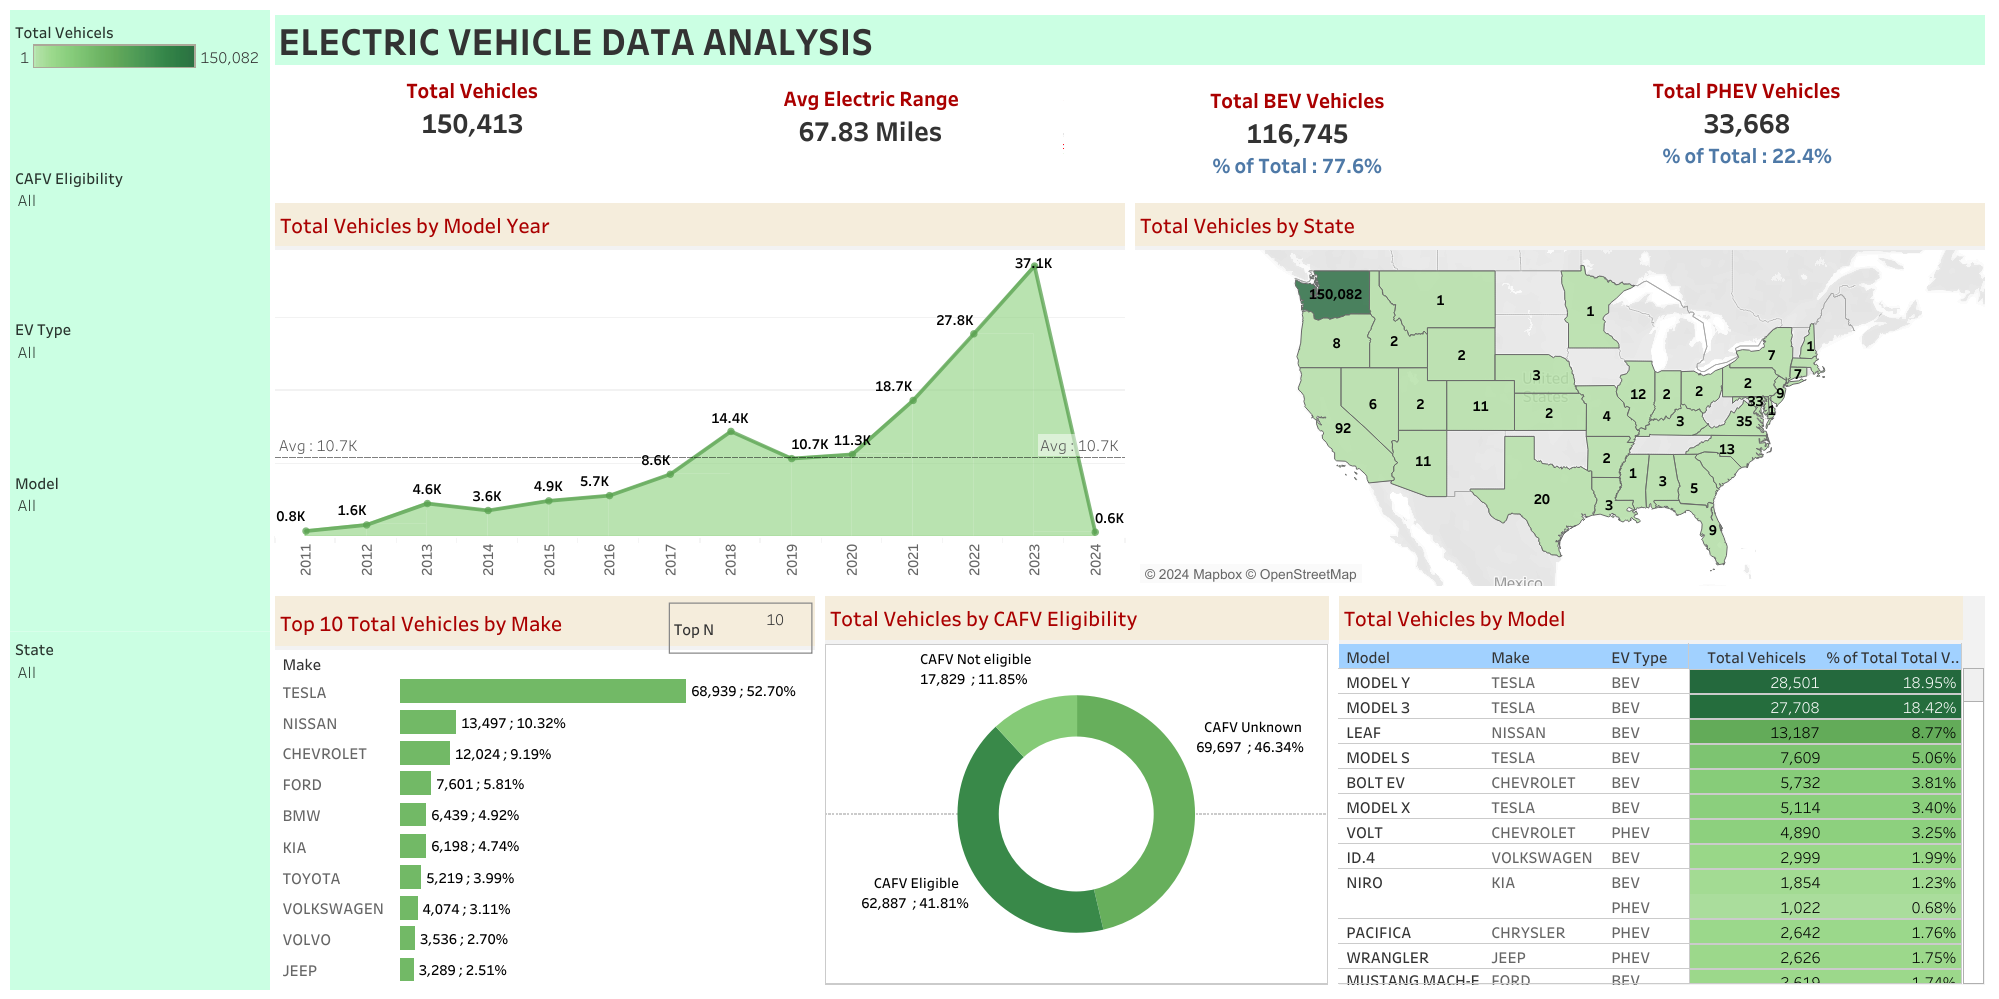 Total Vehicels
1 150,082
CAFV Eligibility
All
EV Type
All
Model
All
State
All
ELECTRIC VEHICLE DATA ANALYSIS
Total Vehicles
150,413
Avg Electric Range
67.83 Miles
Total BEV Vehicles
116,745
% of Total : 77.6%
Total PHEV Vehicles
33,668
% of Total : 22.4%
Total Vehicles by Model Year
37.1K
27.8K
18.7K
14.4K
10.7K 11.3K
Avg : 10.7K Avg : 10.7K
8.6K
5.7K
4.9K
4.6K
3.6K
1.6K
0.8K
0.6K
2011 2012 2013 2014 2015 2016 2017 2018 2019 2020 2021 2022 2023 2024
Total Vehicles by State
150,082
1
1
8
2
2
7
1
3
7
6
2
11
2
4
12
2
2
2
9
33
1
92
3
35
11
2
13
20
3
1
3
5
9
United
States
Mexico
© 2024 Mapbox © OpenStreetMap
Top 10 Total Vehicles by Make
Top N 10
Make
TESLA 68,939 ; 52.70%
NISSAN 13,497 ; 10.32%
CHEVROLET 12,024 ; 9.19%
FORD 7,601 ; 5.81%
BMW 6,439 ; 4.92%
KIA 6,198 ; 4.74%
TOYOTA 5,219 ; 3.99%
VOLKSWAGEN 4,074 ; 3.11%
VOLVO 3,536 ; 2.70%
JEEP 3,289 ; 2.51%
Total Vehicles by CAFV Eligibility
CAFV Not eligible
17,829 ; 11.85%
CAFV Unknown
69,697 ; 46.34%
CAFV Eligible
62,887 ; 41.81%
Total Vehicles by Model
Model Make EV Type Total Vehicels % of Total Total V..
MODEL Y TESLA BEV 28,501 18.95%
MODEL 3 TESLA BEV 27,708 18.42%
LEAF NISSAN BEV 13,187 8.77%
MODEL S TESLA BEV 7,609 5.06%
BOLT EV CHEVROLET BEV 5,732 3.81%
MODEL X TESLA BEV 5,114 3.40%
VOLT CHEVROLET PHEV 4,890 3.25%
ID.4 VOLKSWAGEN BEV 2,999 1.99%
NIRO KIA BEV 1,854 1.23%
PHEV 1,022 0.68%
PACIFICA CHRYSLER PHEV 2,642 1.76%
WRANGLER JEEP PHEV 2,626 1.75%
MUSTANG MACH-E FORD BEV 2,619 1.74%